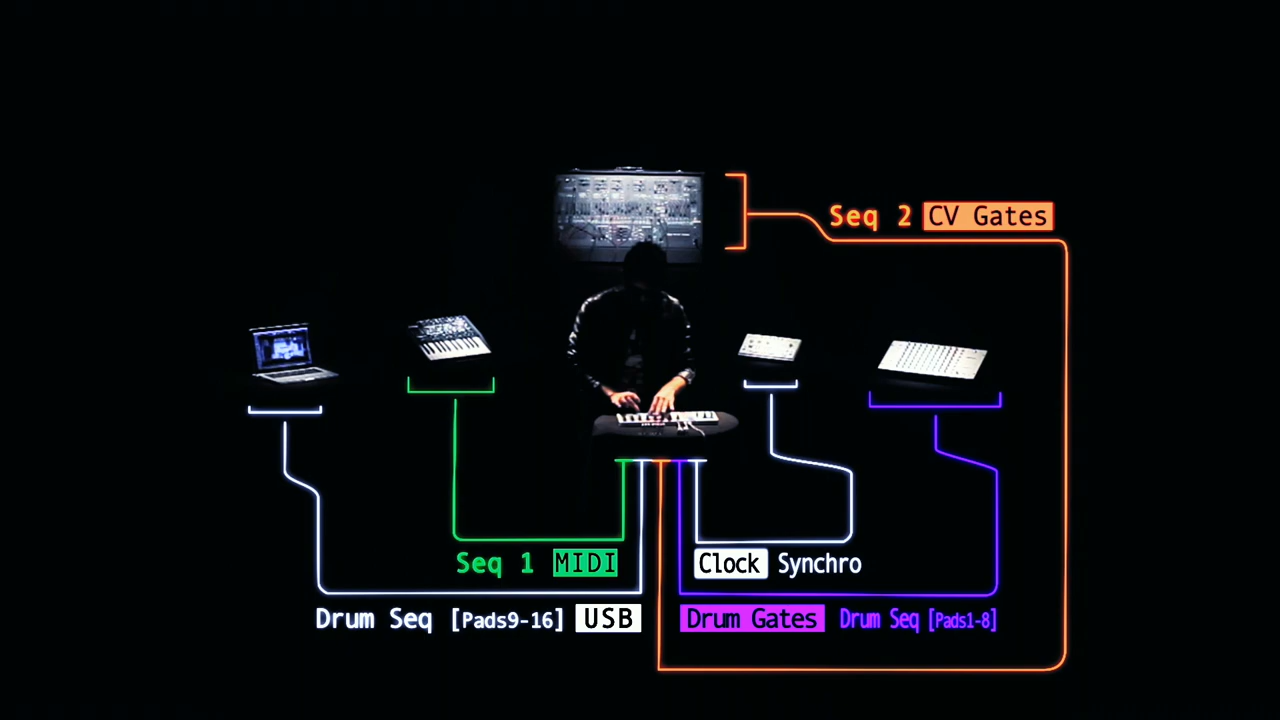 Seq 2 CV Gates
Seq 1 MIDI
Clock Synchro
Drum Seq [Pads9-16] USB
Drum Gates Drum Seq [Pads1-8]